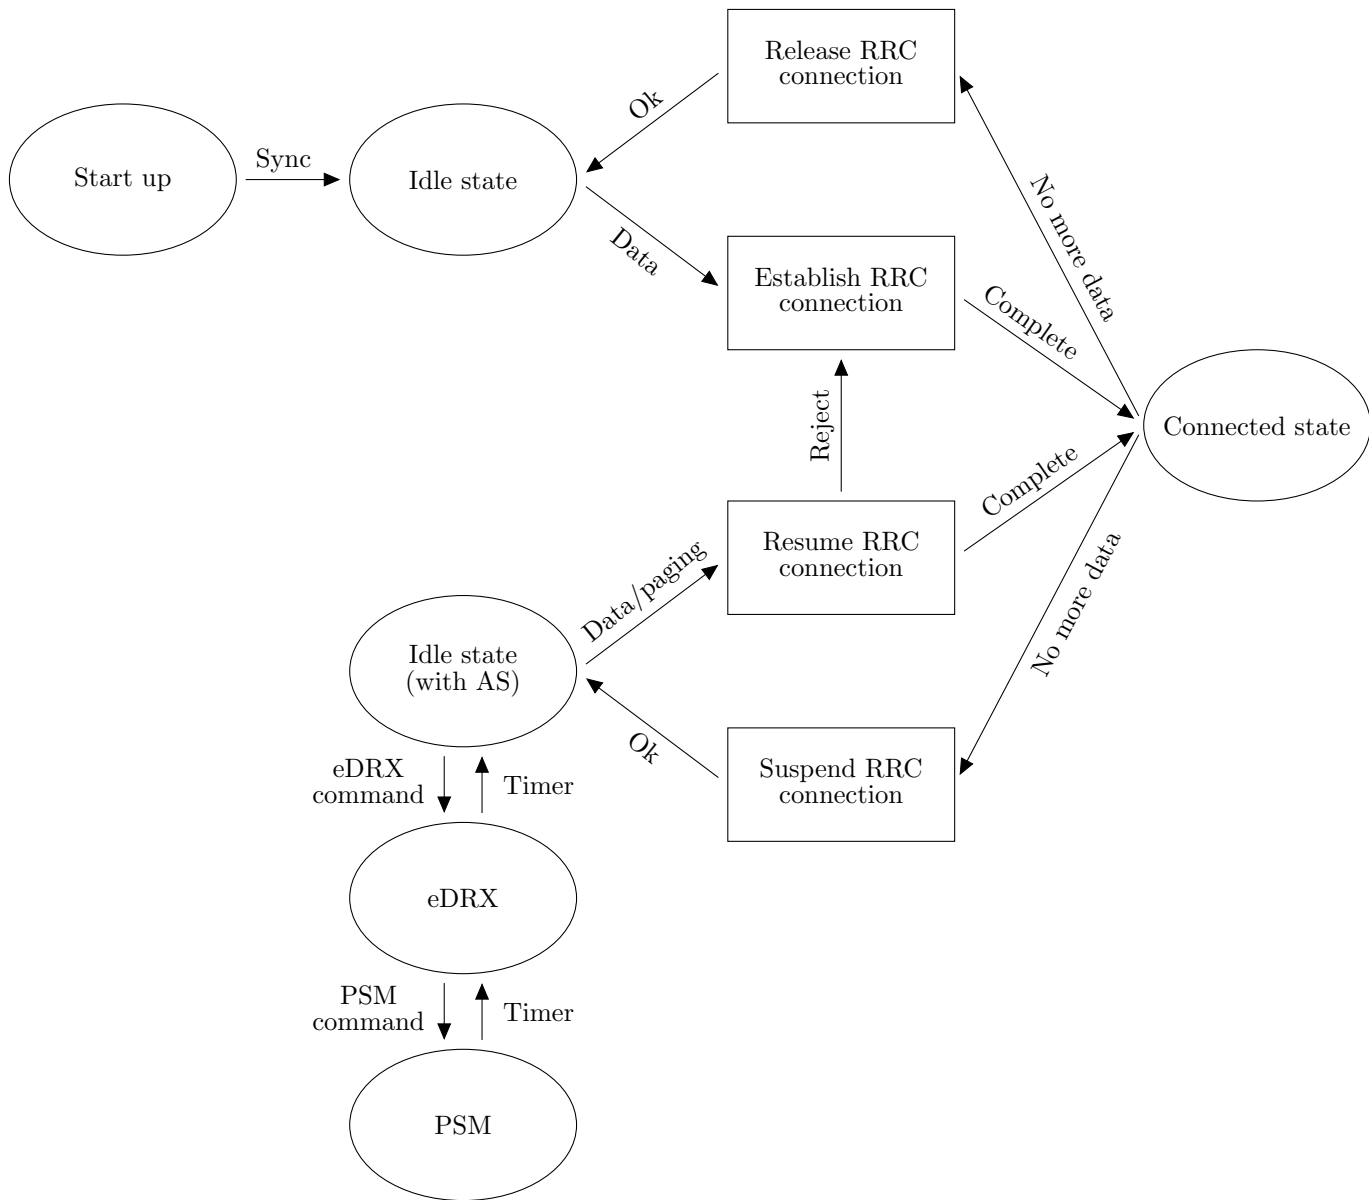 Release RRC
connection
Ok
Start up
Sync
Idle state
No more data
Data
Establish RRC
connection
Complete
Reject
Connected state
Complete
Resume RRC
connection
Data/paging
No more data
Idle state
(with AS)
Ok
Suspend RRC
connection
eDRX
command
Timer
eDRX
PSM
command
Timer
PSM